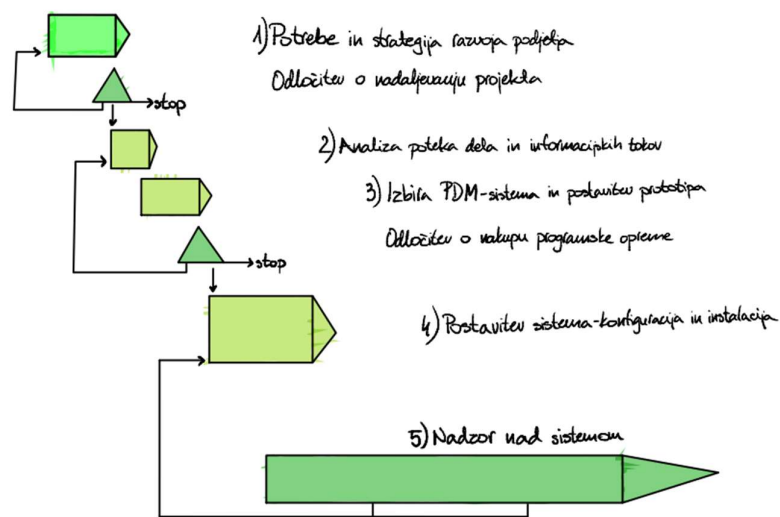 1) Potrebe in strategija razvoja podjetja
Odločitev o nadaljevanju projekta
stop
2) Analiza poteka dela in informacijskih tokov
3) Izbira PDM-sistema in postavitev prototipa
Odločitev o nakupu programske opreme
stop
4) Postavitev sistema-konfiguracija in instalacija
5) Nadzor nad sistemom